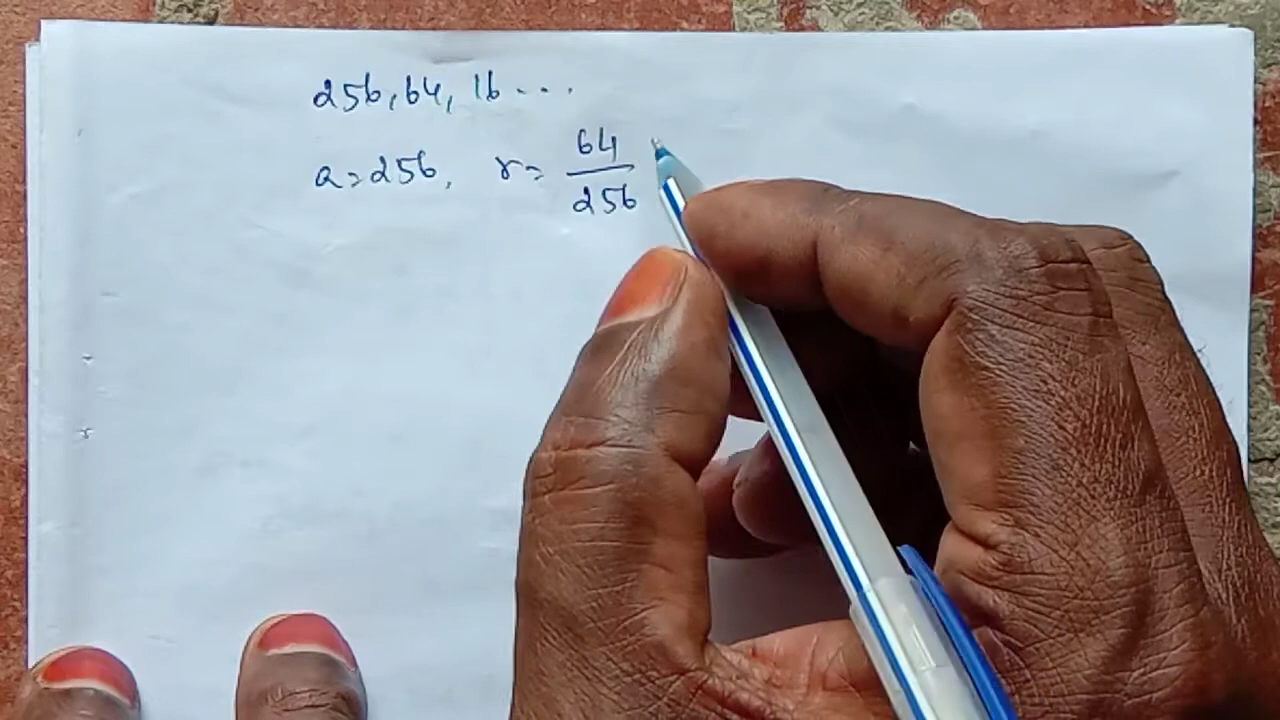 256, 64, 16...
a = 256, r = 64/256